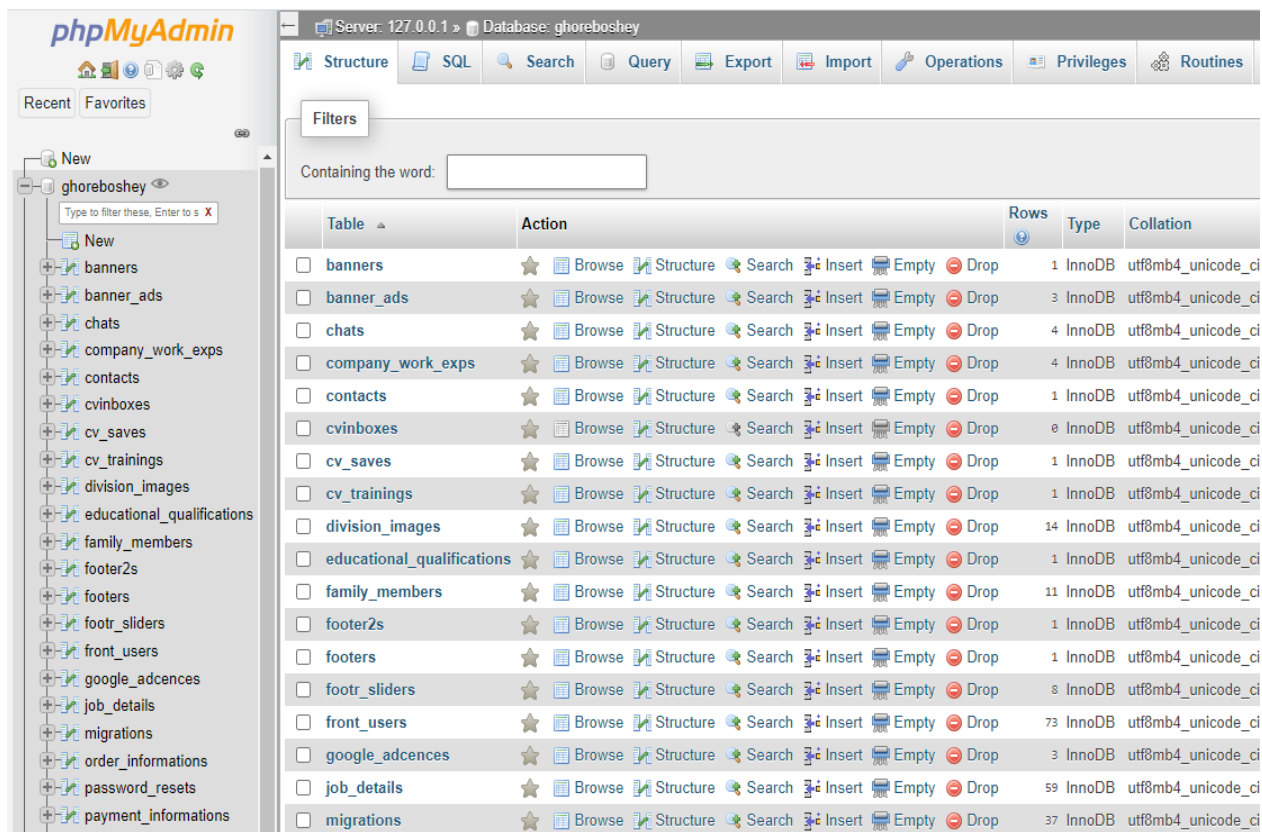 phpMyAdmin
Recent Favorites
New
ghoreboshey
Type to filter these, Enter to s X
New
banners
banner_ads
chats
company_work_exps
contacts
cvinboxes
cv_saves
cv_trainings
division_images
educational_qualifications
family_members
footer2s
footers
footr_sliders
front_users
google_adcences
job_details
migrations
order_informations
password_resets
payment_informations
Server: 127.0.0.1 » Database: ghoreboshey
Structure SQL Search Query Export Import Operations Privileges Routines
Filters
Containing the word:
Table Action Rows Type Collation
banners Browse Structure Search Insert Empty Drop 1 InnoDB utf8mb4_unicode_ci
banner_ads Browse Structure Search Insert Empty Drop 3 InnoDB utf8mb4_unicode_ci
chats Browse Structure Search Insert Empty Drop 4 InnoDB utf8mb4_unicode_ci
company_work_exps Browse Structure Search Insert Empty Drop 4 InnoDB utf8mb4_unicode_ci
contacts Browse Structure Search Insert Empty Drop 1 InnoDB utf8mb4_unicode_ci
cvinboxes Browse Structure Search Insert Empty Drop 0 InnoDB utf8mb4_unicode_ci
cv_saves Browse Structure Search Insert Empty Drop 1 InnoDB utf8mb4_unicode_ci
cv_trainings Browse Structure Search Insert Empty Drop 1 InnoDB utf8mb4_unicode_ci
division_images Browse Structure Search Insert Empty Drop 14 InnoDB utf8mb4_unicode_ci
educational_qualifications Browse Structure Search Insert Empty Drop 1 InnoDB utf8mb4_unicode_ci
family_members Browse Structure Search Insert Empty Drop 11 InnoDB utf8mb4_unicode_ci
footer2s Browse Structure Search Insert Empty Drop 1 InnoDB utf8mb4_unicode_ci
footers Browse Structure Search Insert Empty Drop 1 InnoDB utf8mb4_unicode_ci
footr_sliders Browse Structure Search Insert Empty Drop 8 InnoDB utf8mb4_unicode_ci
front_users Browse Structure Search Insert Empty Drop 73 InnoDB utf8mb4_unicode_ci
google_adcences Browse Structure Search Insert Empty Drop 3 InnoDB utf8mb4_unicode_ci
job_details Browse Structure Search Insert Empty Drop 59 InnoDB utf8mb4_unicode_ci
migrations Browse Structure Search Insert Empty Drop 37 InnoDB utf8mb4_unicode_ci